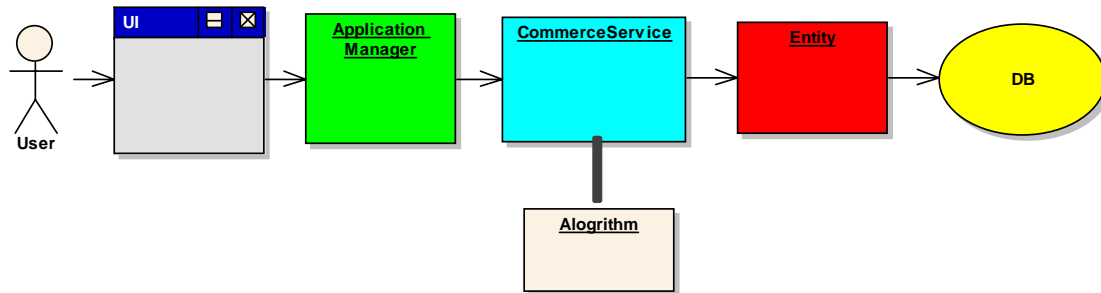 UI
Application
Manager
CommerceService
Entity
DB
User
Alogrithm